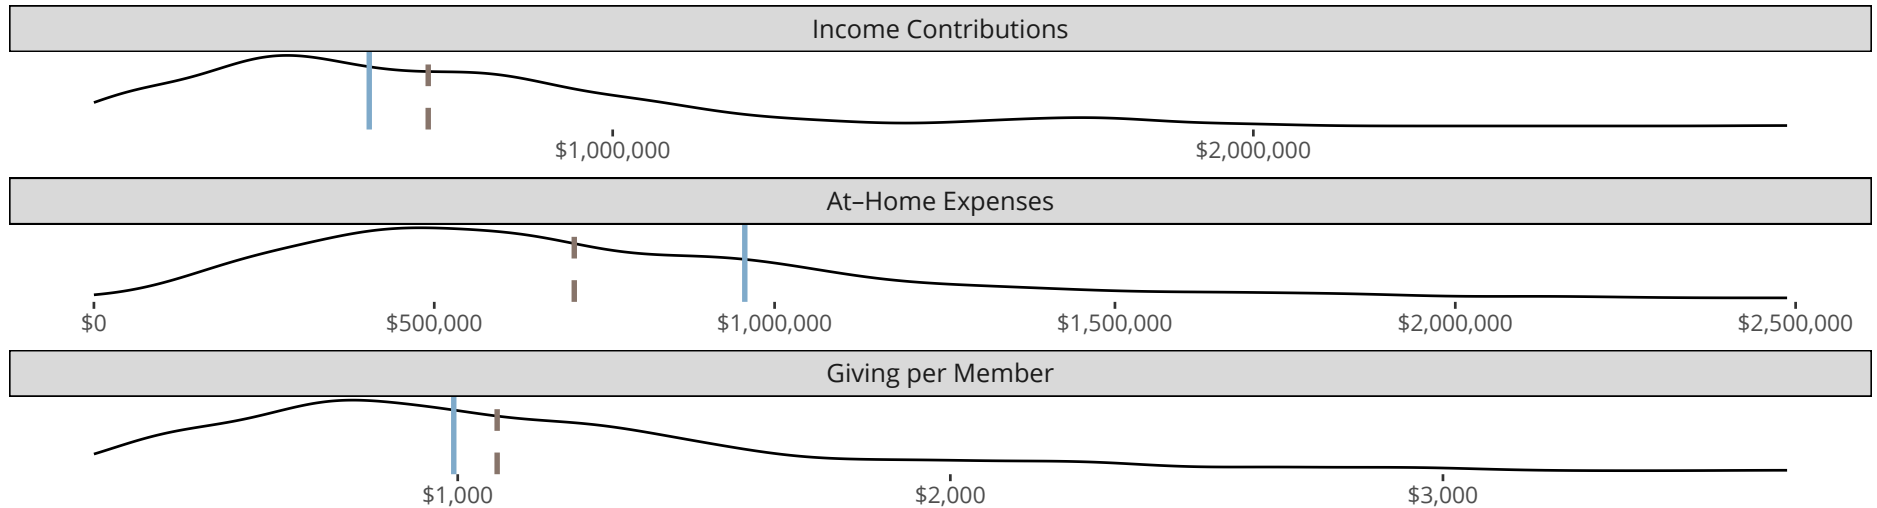 Income Contributions
$1,000,000 $2,000,000
At–Home Expenses
$0 $500,000 $1,000,000 $1,500,000 $2,000,000 $2,500,000
Giving per Member
$1,000 $2,000 $3,000